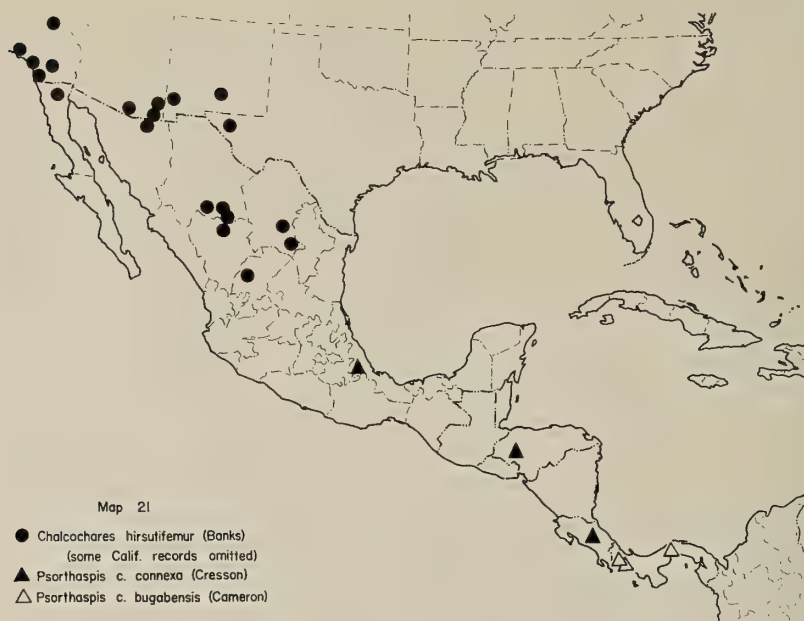 Map 21
Chalcochares hirsutifemur (Banks)
(some Calif. records omitted)
Psorthaspis c. connexa (Cresson)
Psorthaspis c. bugabensis (Cameron)